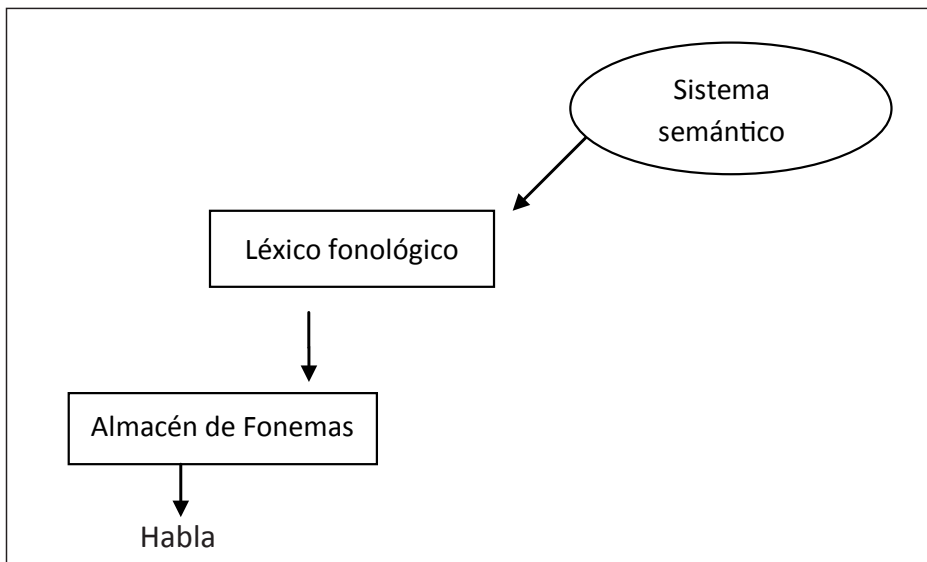 Sistema
semántico
Léxico fonológico
Almacén de Fonemas
Habla